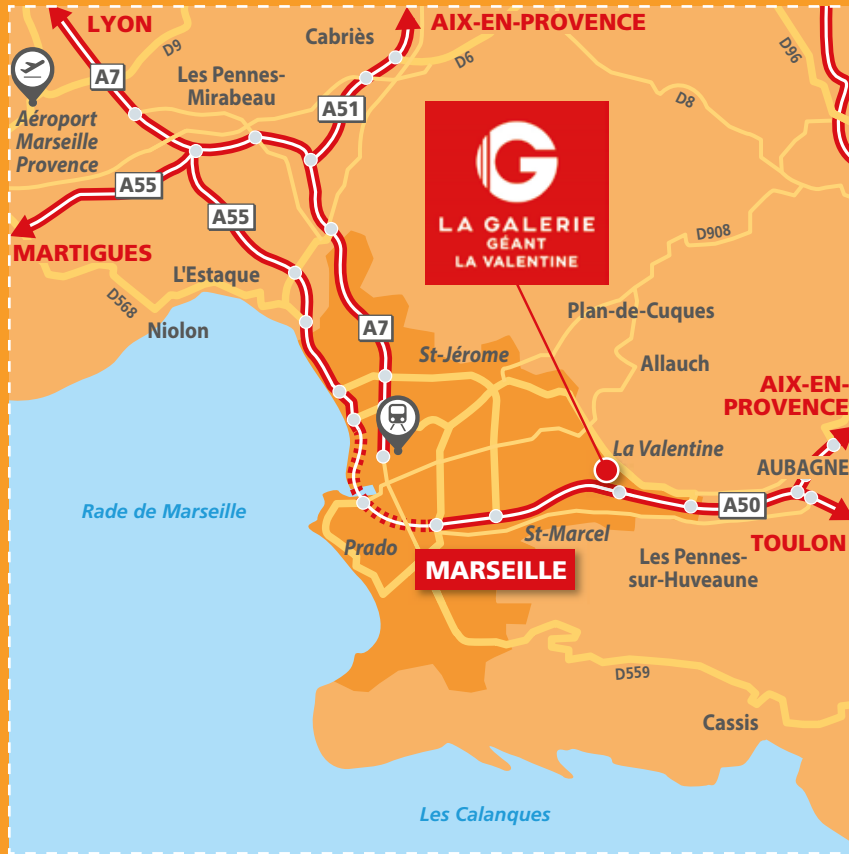 LYON
AIX-EN-PROVENCE
Cabriès
D9
D6
D96
A7
Les Pennes-
Mirabeau
A51
D8
Aéroport
Marseille
Provence
A55
A55
G
LA GALERIE
GÉANT
LA VALENTINE
D908
MARTIGUES
L'Estaque
D568
Niolon
A7
Plan-de-Cuques
St-Jérome
Allauch
AIX-EN-
PROVENCE
La Valentine
AUBAGNE
A50
Rade de Marseille
Prado
St-Marcel
TOULON
MARSEILLE
Les Pennes-
sur-Huveaune
D559
Cassis
Les Calanques